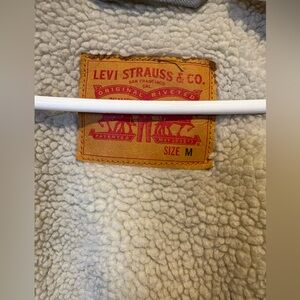 LEVI STRAUSS & CO.
SAN FRANCISCO
CAL
ORIGINAL RIVETED
SIZE M